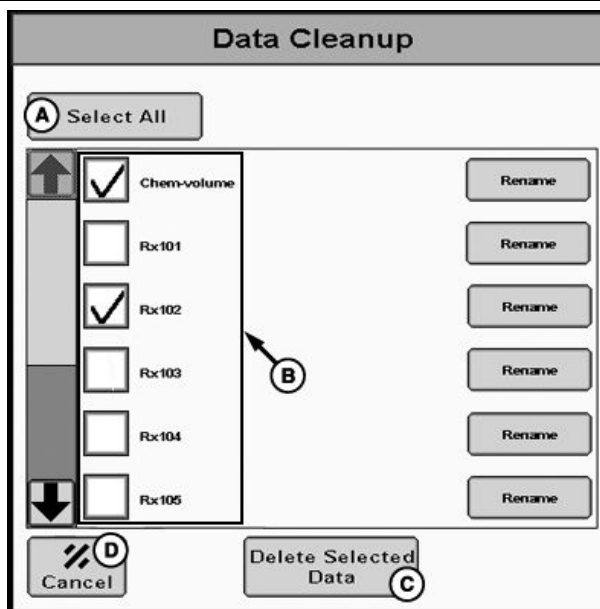 Data Cleanup
A Select All
Chem-volume Rename
Rx101 Rename
Rx102 Rename
B
Rx103 Rename
Rx104 Rename
Rx105 Rename
D
Cancel
Delete Selected
Data C